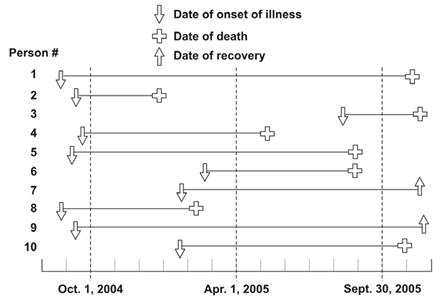 Date of onset of illness
Date of death
Date of recovery
Person #
1
2
3
4
5
6
7
8
9
10
Oct. 1, 2004 Apr. 1, 2005 Sept. 30, 2005